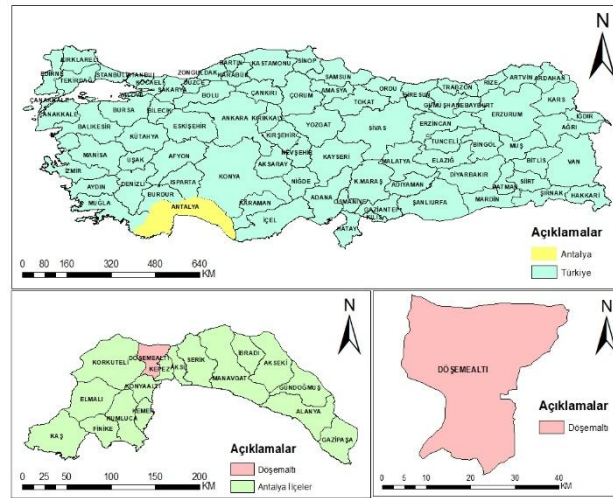 N
KIRKLARELİ
EDİRNE
TEKİRDAĞ
İSTANBUL
İSTANBUL
KOCAELİ
SAKARYA
DÜZCE
ZONGULDAK
BARTIN
KARABÜK
KASTAMONU
SİNOP
SAMSUN
ORDU
GİRESUN
TRABZON
RİZE
ARTVİN
ARDAHAN
KARS
IĞDIR
AĞRI
ÇANAKKALE
ÇANAKKALE
BURSA
BİLECİK
BOLU
ÇANKIRI
ÇORUM
AMASYA
TOKAT
GÜMÜŞHANE
BAYBURT
ERZURUM
ERZİNCAN
BALIKESİR
KÜTAHYA
ESKİŞEHİR
ANKARA
KIRIKKALE
YOZGAT
SİVAS
TUNCELİ
BİNGÖL
MUŞ
KIRŞEHİR
NEVŞEHİR
KAYSERİ
MALATYA
ELAZIĞ
DİYARBAKIR
BİTLİS
VAN
MANİSA
UŞAK
AFYON
İZMİR
AYDIN
DENİZLİ
ISPARTA
BURDUR
MUĞLA
ANTALYA
KONYA
AKSARAY
NİĞDE
KARAMAN
İÇEL
ADANA
OSMANİYE
K.MARAŞ
ADIYAMAN
GAZİANTEP
KİLİS
HATAY
ŞANLIURFA
MARDİN
BATMAN
SİİRT
ŞIRNAK
HAKKARİ
Açıklamalar
Antalya
Türkiye
0 80 160 320 480 640
KM
N
KORKUTELİ
DÖŞEMEALTI
KEPEZ
AKSU
SERİK
İBRADI
AKSEKİ
MANAVGAT
GÜNDOĞMUŞ
ALANYA
GAZİPAŞA
KONYAALTI
ELMALI
KEMER
KUMLUCA
FİNİKE
KAŞ
Açıklamalar
Döşemaltı
Antalya İlçeler
0 25 50 100 150 200
KM
N
DÖŞEMEALTI
Açıklamalar
Döşemaltı
0 5 10 20 30 40
KM